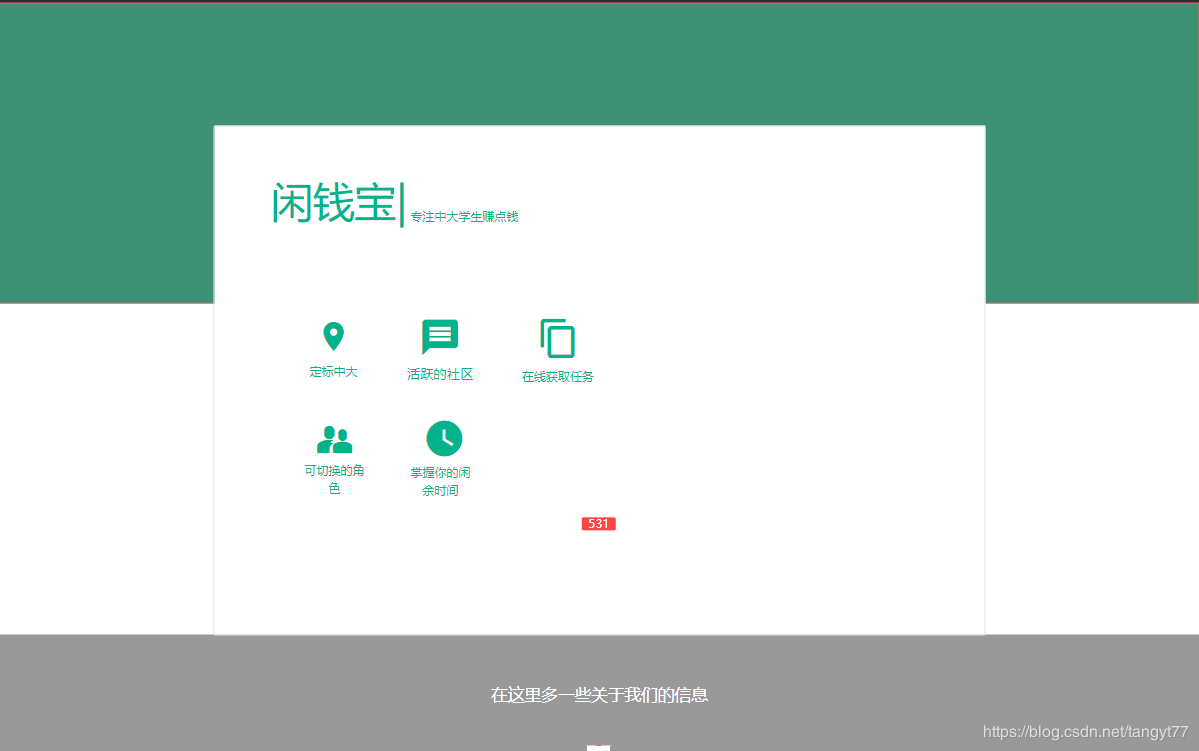 闲钱宝| 专注中大学生赚点钱
定标中大
活跃的社区
在线获取任务
可切换的角
色
掌握你的闲
余时间
531
在这里多一些关于我们的信息
https://blog.csdn.net/tangyt77